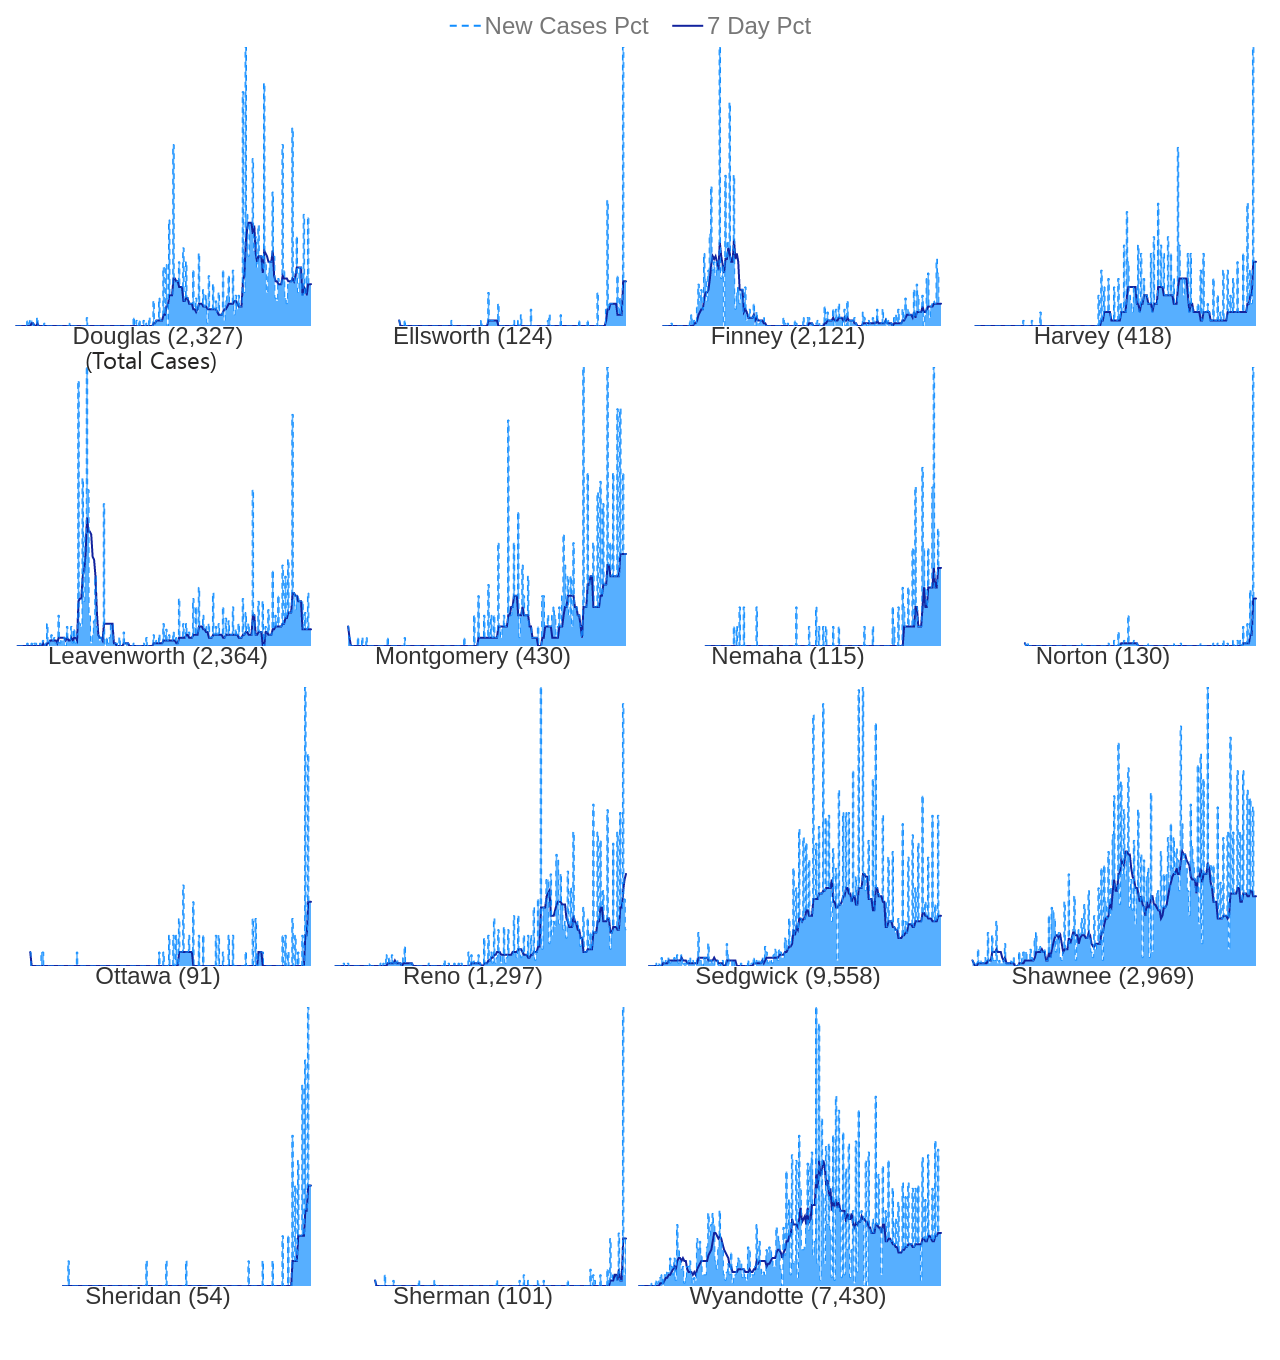 New Cases Pct 7 Day Pct
Douglas (2,327) Ellsworth (124) Finney (2,121) Harvey (418)
(Total Cases)
Leavenworth (2,364) Montgomery (430) Nemaha (115) Norton (130)
Ottawa (91) Reno (1,297) Sedgwick (9,558) Shawnee (2,969)
Sheridan (54) Sherman (101) Wyandotte (7,430)